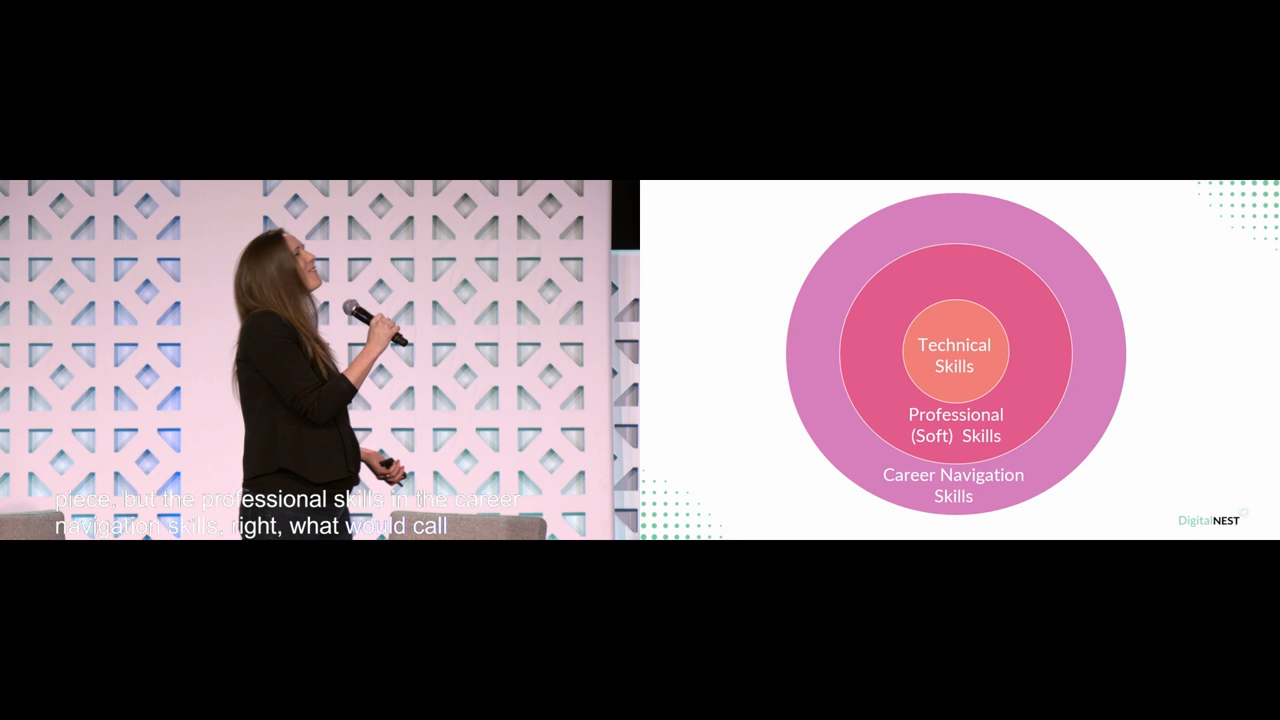 piece, but the professional skills in the career
navigation skills, right, what would call
Technical
Skills
Professional
(Soft) Skills
Career Navigation
Skills
DigitalNEST